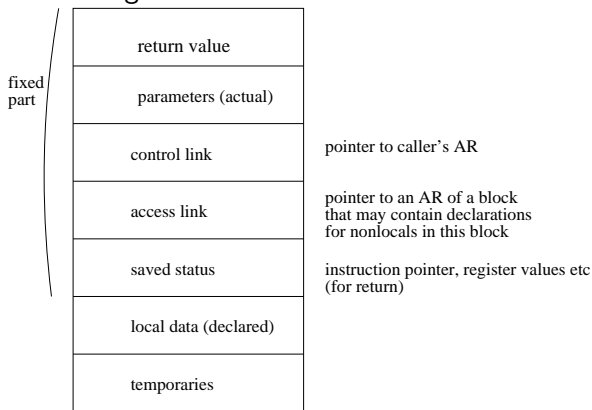 return value
fixed
part
parameters (actual)
control link
pointer to caller's AR
access link
pointer to an AR of a block
that may contain declarations
for nonlocals in this block
saved status
instruction pointer, register values etc
(for return)
local data (declared)
temporaries